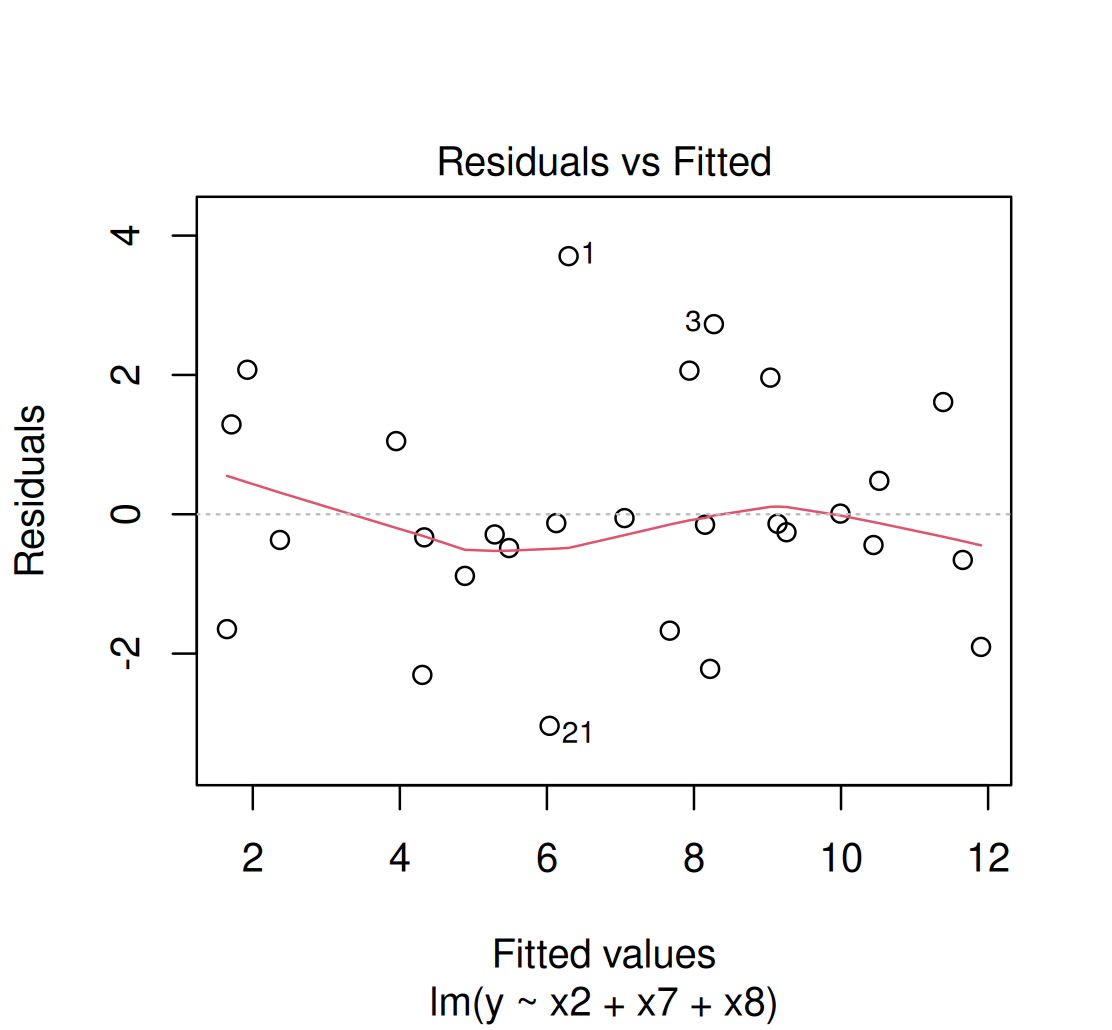 Residuals vs Fitted
4
2
0
-2
Residuals
1
3
21
2 4 6 8 10 12
Fitted values
lm(y ~ x2 + x7 + x8)